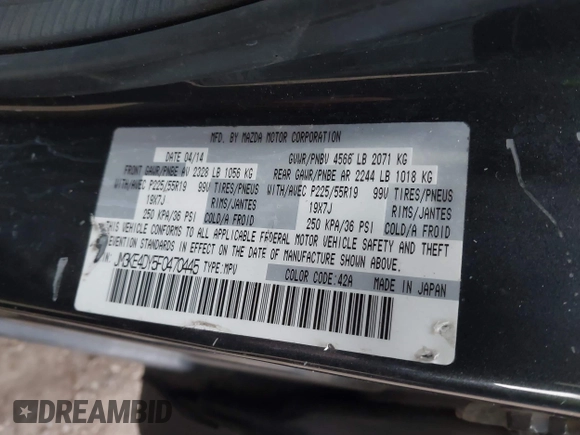 MFD. BY MAZDA MOTOR CORPORATION
DATE 04/14 GVWR/PNBV 4566 LB 2071 KG
FRONT GAWR/PNBE AV 2328 LB 1056 KG REAR GAWR/PNBE AR 2244 LB 1018 KG
WITH/AVEC P225/55R19 99V TIRES/PNEUS WITH/AVEC P225/55R19 99V TIRES/PNEUS
19X7J RIMS/JANTES 19X7J RIMS/JANTES
250 KPA/36 PSI COLD/A FROID 250 KPA/36 PSI COLD/A FROID
THIS VEHICLE CONFORMS TO ALL APPLICABLE FEDERAL MOTOR VEHICLE SAFETY AND THEFT
PREVENTION STANDARDS IN EFFECT ON THE DATE OF MANUFACTURE SHOWN ABOVE.
JM3KE4DY5F0470445 TYPE:MPV
COLOR CODE:42A MADE IN JAPAN
DREAMBID